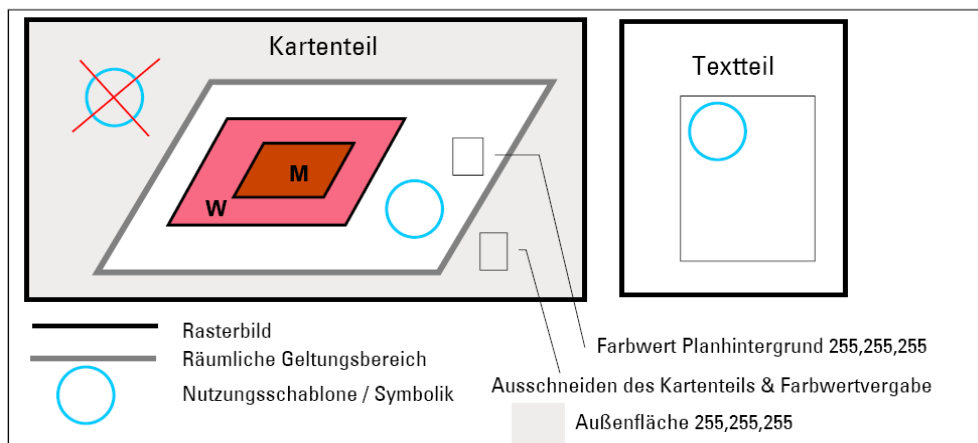 Kartenteil
Textteil
M
W
Rasterbild
Räumliche Geltungsbereich
Nutzungsschablone / Symbolik
Farbwert Planhintergrund 255,255,255
Ausschneiden des Kartenteils & Farbwertvergabe
Außenfläche 255,255,255